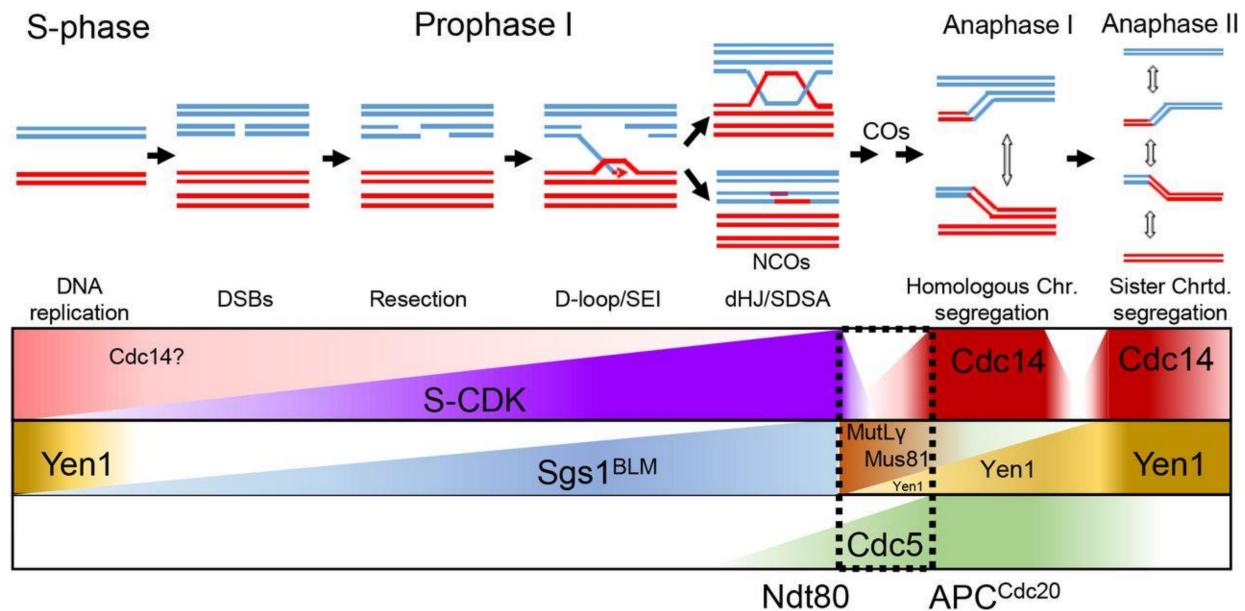 S-phase
Prophase I
Anaphase I
Anaphase II
COs
NCOs
DNA
replication
DSBs
Resection
D-loop/SEI
dHJ/SDSA
Homologous Chr.
segregation
Sister Chrtd.
segregation
Cdc14?
S-CDK
Cdc14
Cdc14
Yen1
Sgs1BLM
MutLγ
Mus81
Yen1
Yen1
Yen1
Cdc5
Ndt80
APCCdc20